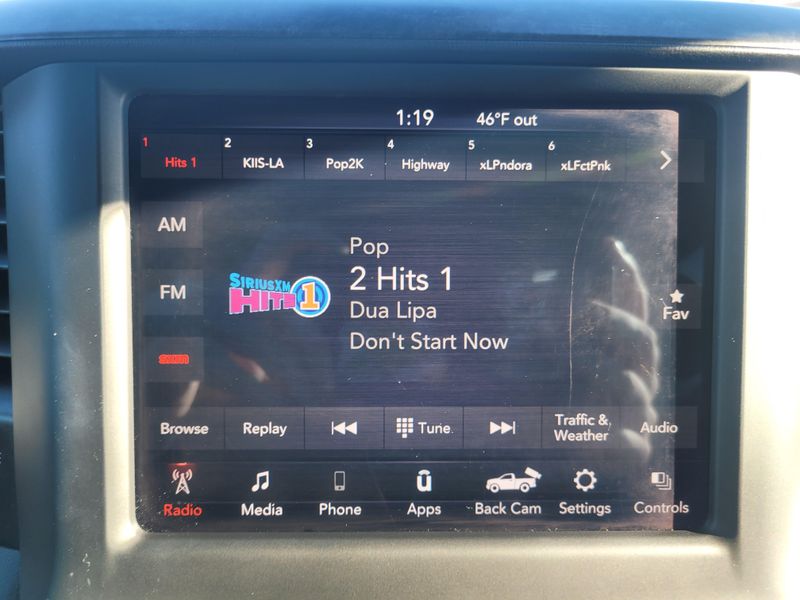 1:19 46°F out
1 Hits 1 2 KIIS-LA 3 Pop2K 4 Highway 5 xLPndora 6 xLFctPnk
AM
FM
sxm
SIRIUSXM
HITS 1
Pop
2 Hits 1
Dua Lipa
Don't Start Now
Fav
Browse Replay Tune Traffic & Weather Audio
Radio Media Phone Apps Back Cam Settings Controls